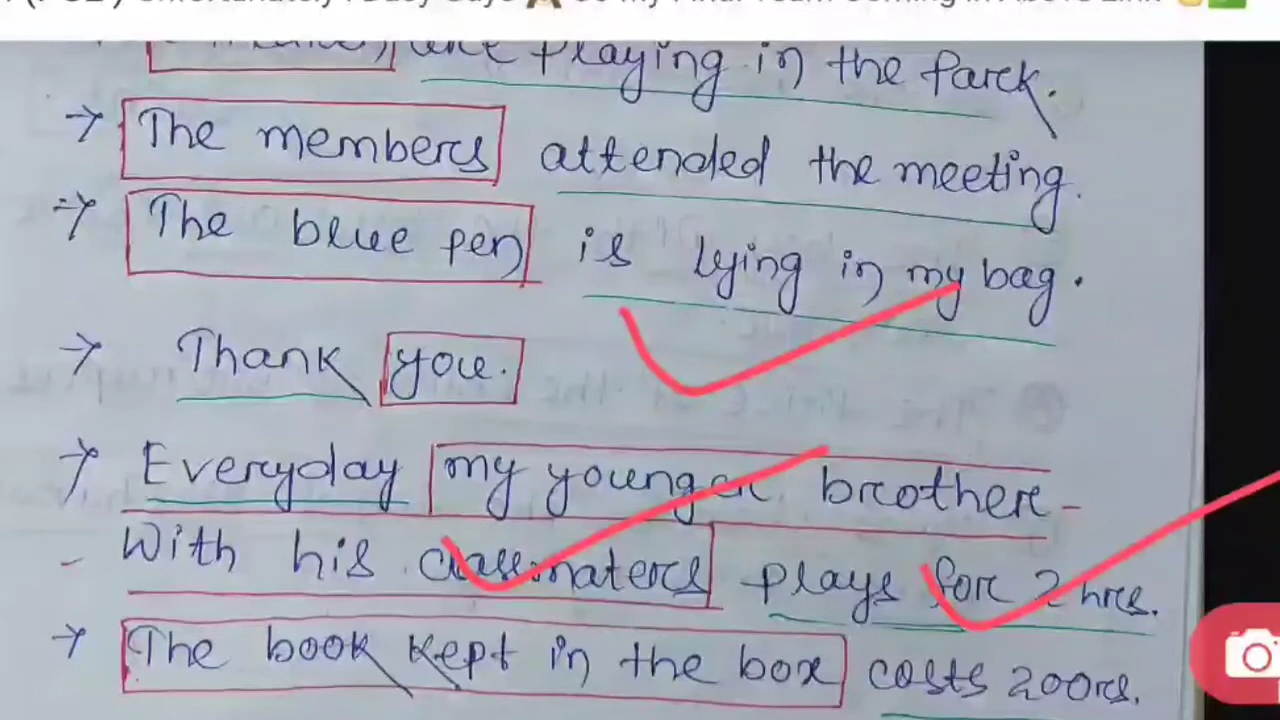 are playing in the Park.
→ The members attended the meeting.
→ The blue pen is lying in my bag.
→ Thank you.
→ Everyday my younger brother -
- With his classmaters plays for 2 hrs.
→ The book kept in the box costs 200rs.